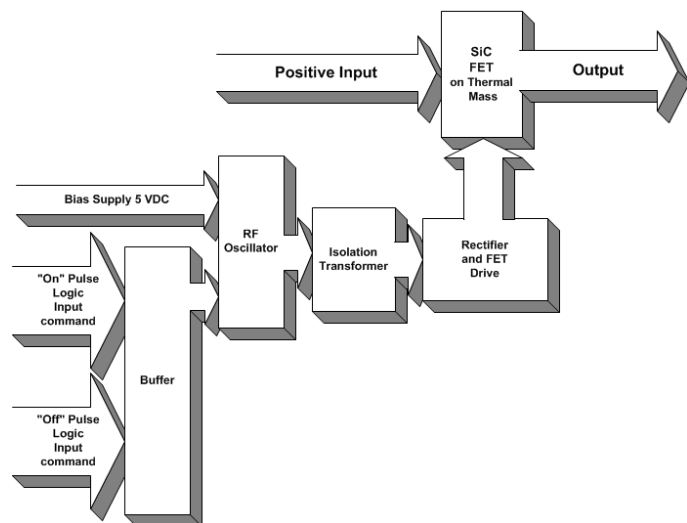 SiC
FET
on Thermal
Mass
Positive Input
Output
Bias Supply 5 VDC
RF
Oscillator
Isolation
Transformer
Rectifier
and FET
Drive
"On" Pulse
Logic
Input
command
Buffer
"Off" Pulse
Logic
Input
command